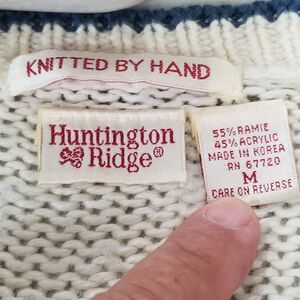 KNITTED BY HAND
Huntington
Ridge®
55% RAMIE
45% ACRYLIC
MADE IN KOREA
RN 67720
M
CARE ON REVERSE